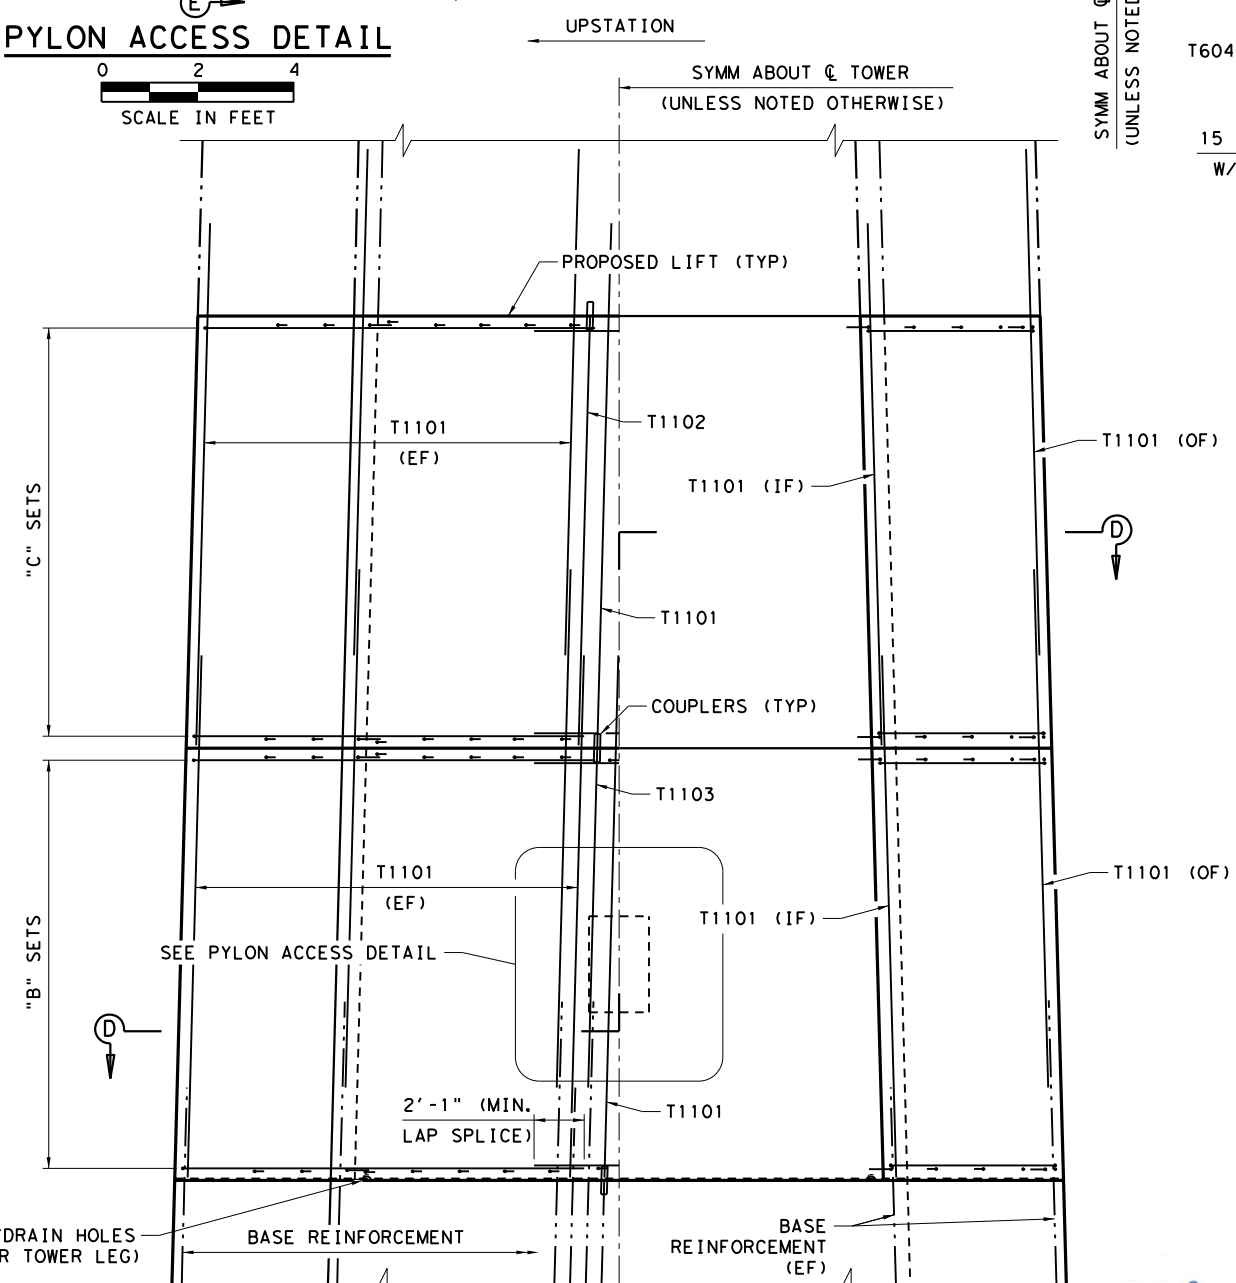 E
PYLON ACCESS DETAIL
0 2 4
SCALE IN FEET
UPSTATION
SYMM ABOUT ℄ TOWER
(UNLESS NOTED OTHERWISE)
SYMM ABOUT ℄
(UNLESS NOTED
T604
15
W/
PROPOSED LIFT (TYP)
T1101
(EF)
T1102
T1101 (OF)
T1101 (IF)
"C" SETS
D
T1101
COUPLERS (TYP)
T1103
T1101
(EF)
T1101 (OF)
T1101 (IF)
SEE PYLON ACCESS DETAIL
"B" SETS
D
2'-1" (MIN.
LAP SPLICE)
T1101
DRAIN HOLES
R TOWER LEG)
BASE REINFORCEMENT
BASE
REINFORCEMENT
(EF)